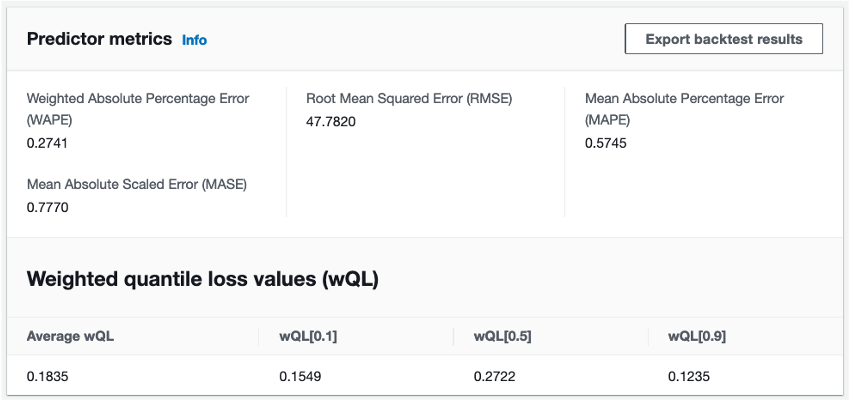 Predictor metrics Info
Export backtest results
Weighted Absolute Percentage Error
(WAPE)
0.2741
Root Mean Squared Error (RMSE)
47.7820
Mean Absolute Percentage Error
(MAPE)
0.5745
Mean Absolute Scaled Error (MASE)
0.7770
Weighted quantile loss values (wQL)
Average wQL wQL[0.1] wQL[0.5] wQL[0.9]
0.1835 0.1549 0.2722 0.1235